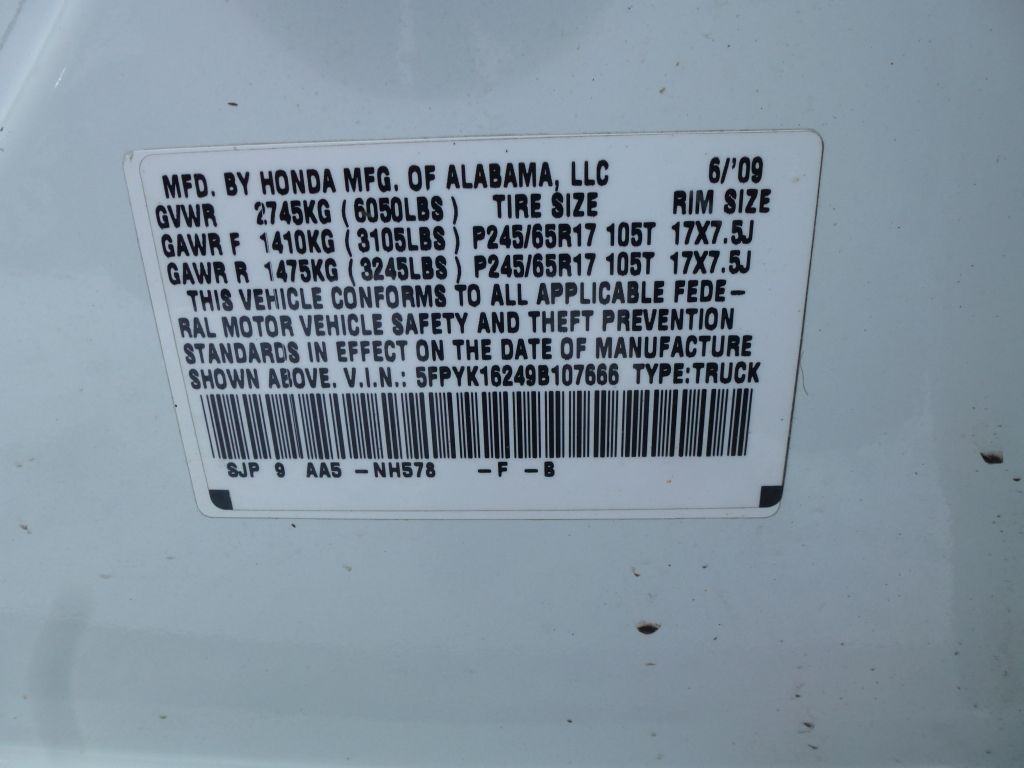 MFD. BY HONDA MFG. OF ALABAMA, LLC 6/'09
GVWR 2745KG (6050LBS) TIRE SIZE RIM SIZE
GAWR F 1410KG (3105LBS) P245/65R17 105T 17X7.5J
GAWR R 1475KG (3245LBS) P245/65R17 105T 17X7.5J
THIS VEHICLE CONFORMS TO ALL APPLICABLE FEDE-
RAL MOTOR VEHICLE SAFETY AND THEFT PREVENTION
STANDARDS IN EFFECT ON THE DATE OF MANUFACTURE
SHOWN ABOVE. V.I.N.: 5FPYK16249B107666 TYPE:TRUCK
SJP 9 AA5 -NH578 -F -B